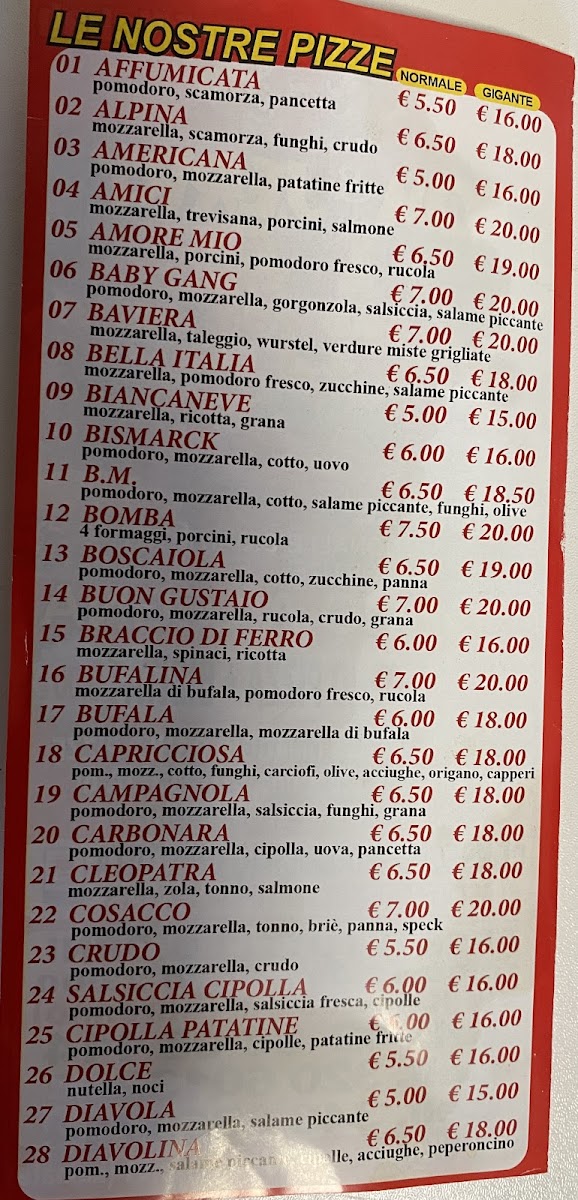 LE NOSTRE PIZZE NORMALE GIGANTE
01 AFFUMICATA € 5.50 € 16.00
pomodoro, scamorza, pancetta
02 ALPINA € 6.50 € 18.00
mozzarella, scamorza, funghi, crudo
03 AMERICANA € 5.00 € 16.00
pomodoro, mozzarella, patatine fritte
04 AMICI € 7.00 € 20.00
mozzarella, trevisana, porcini, salmone
05 AMORE MIO € 6.50 € 19.00
mozzarella, porcini, pomodoro fresco, rucola
06 BABY GANG € 7.00 € 20.00
pomodoro, mozzarella, gorgonzola, salsiccia, salame piccante
07 BAVIERA € 7.00 € 20.00
mozzarella, taleggio, wurstel, verdure miste grigliate
08 BELLA ITALIA € 6.50 € 18.00
mozzarella, pomodoro fresco, zucchine, salame piccante
09 BIANCANEVE € 5.00 € 15.00
mozzarella, ricotta, grana
10 BISMARCK € 6.00 € 16.00
pomodoro, mozzarella, cotto, uovo
11 B.M. € 6.50 € 18.50
pomodoro, mozzarella, cotto, salame piccante, funghi, olive
12 BOMBA € 7.50 € 20.00
4 formaggi, porcini, rucola
13 BOSCAIOLA € 6.50 € 19.00
pomodoro, mozzarella, cotto, zucchine, panna
14 BUON GUSTAIO € 7.00 € 20.00
pomodoro, mozzarella, rucola, crudo, grana
15 BRACCIO DI FERRO € 6.00 € 16.00
mozzarella, spinaci, ricotta
16 BUFALINA € 7.00 € 20.00
mozzarella di bufala, pomodoro fresco, rucola
17 BUFALA € 6.00 € 18.00
pomodoro, mozzarella, mozzarella di bufala
18 CAPRICCIOSA € 6.50 € 18.00
pom., mozz., cotto, funghi, carciofi, olive, acciughe, origano, capperi
19 CAMPAGNOLA € 6.50 € 18.00
pomodoro, mozzarella, salsiccia, funghi, grana
20 CARBONARA € 6.50 € 18.00
pomodoro, mozzarella, cipolla, uova, pancetta
21 CLEOPATRA € 6.50 € 18.00
mozzarella, zola, tonno, salmone
22 COSACCO € 7.00 € 20.00
pomodoro, mozzarella, tonno, briè, panna, speck
23 CRUDO € 5.50 € 16.00
pomodoro, mozzarella, crudo
24 SALSICCIA CIPOLLA € 6.00 € 16.00
pomodoro, mozzarella, salsiccia fresca, cipolle
25 CIPOLLA PATATINE € 6.00 € 16.00
pomodoro, mozzarella, cipolle, patatine fritte
26 DOLCE € 5.50 € 16.00
nutella, noci
27 DIAVOLA € 5.00 € 15.00
pomodoro, mozzarella, salame piccante
28 DIAVOLINA € 6.50 € 18.00
pom., mozz., salame piccante, cipolle, acciughe, peperoncino